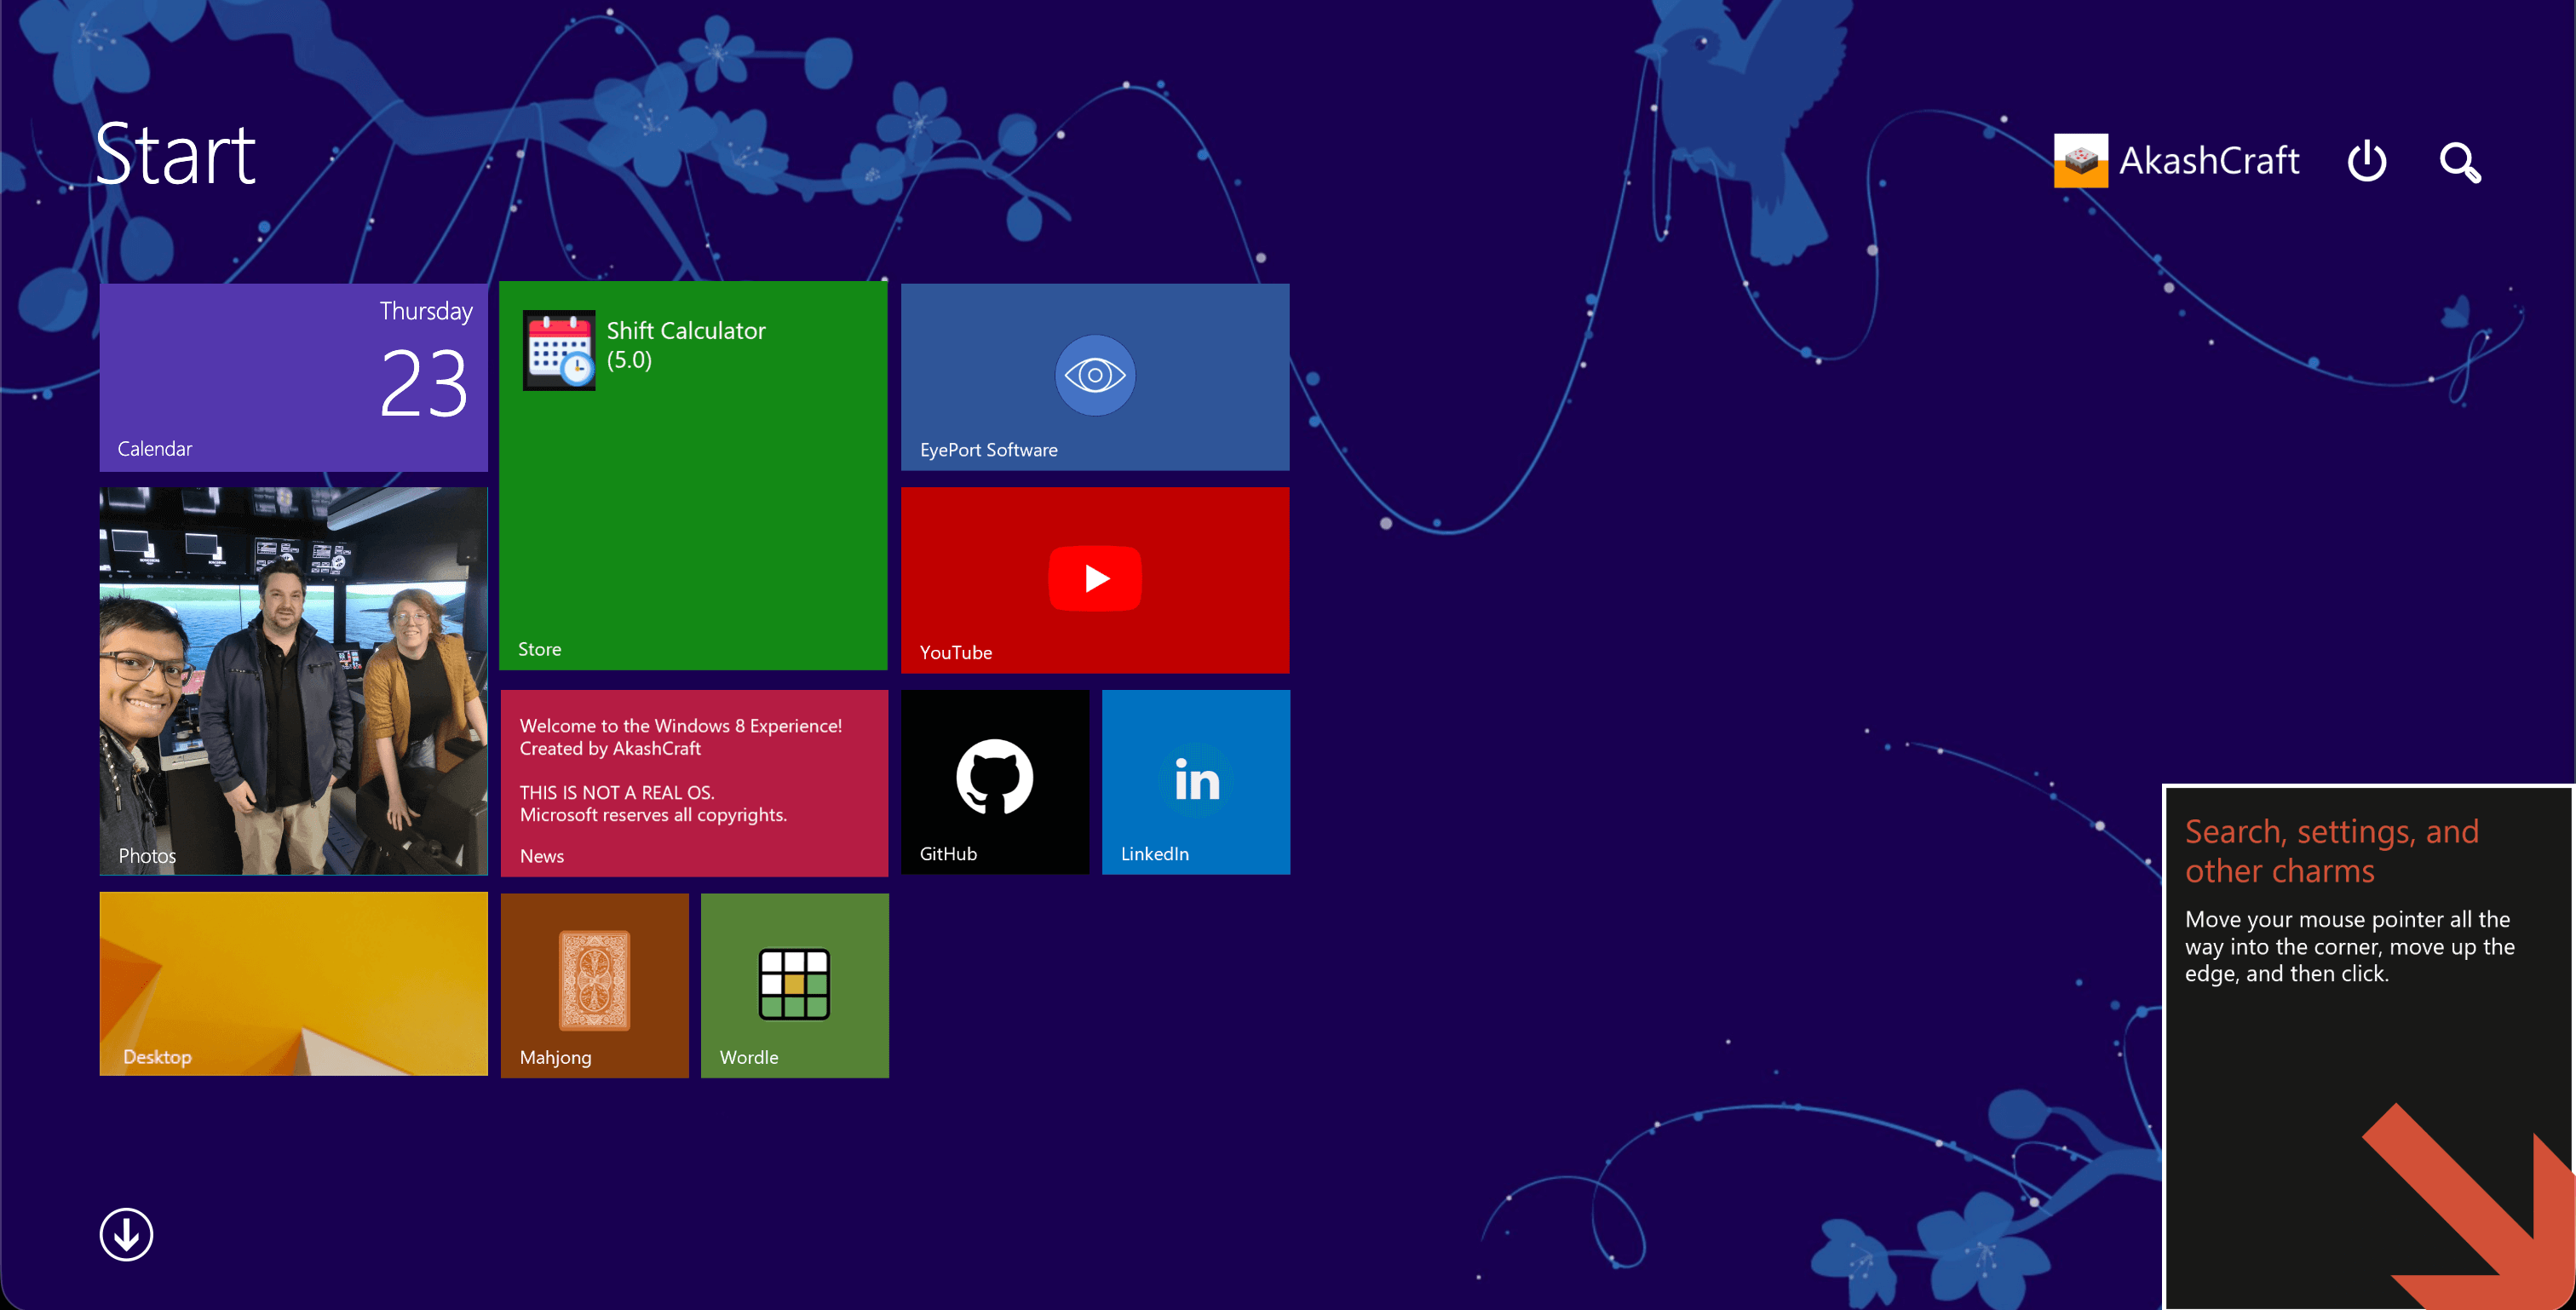 Start
AkashCraft
Thursday
23
Calendar
Shift Calculator
(5.0)
Store
EyePort Software
YouTube
Photos
Welcome to the Windows 8 Experience!
Created by AkashCraft
THIS IS NOT A REAL OS.
Microsoft reserves all copyrights.
News
GitHub
in
LinkedIn
Desktop
Mahjong
Wordle
Search, settings, and
other charms
Move your mouse pointer all the
way into the corner, move up the
edge, and then click.